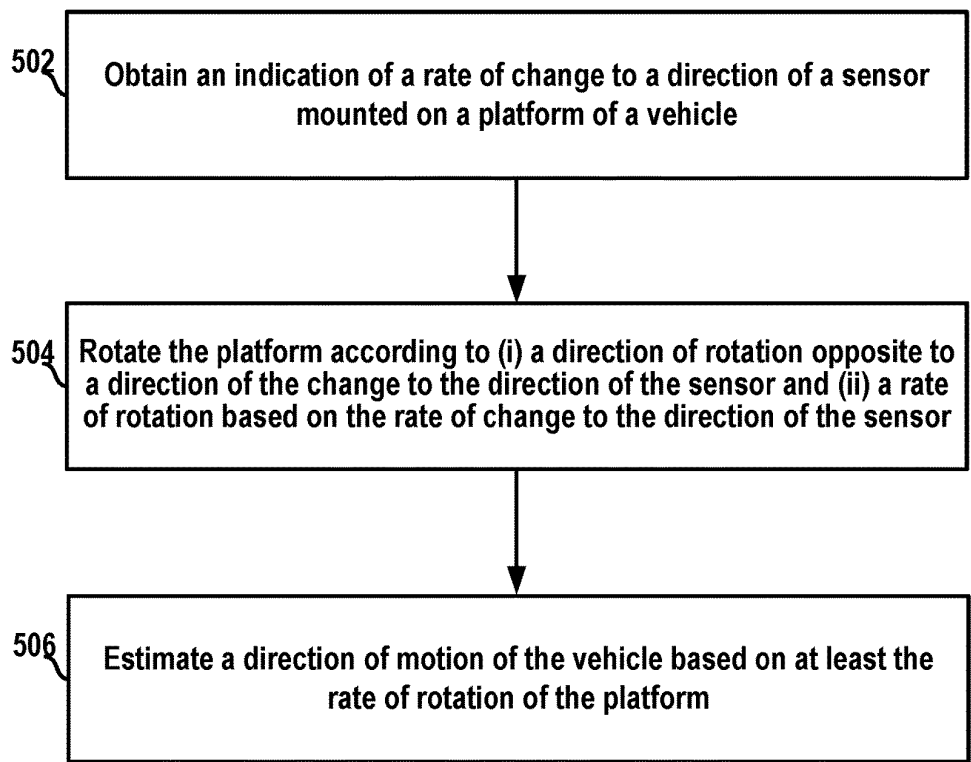 502
Obtain an indication of a rate of change to a direction of a sensor
mounted on a platform of a vehicle
504
Rotate the platform according to (i) a direction of rotation opposite to
a direction of the change to the direction of the sensor and (ii) a rate
of rotation based on the rate of change to the direction of the sensor
506
Estimate a direction of motion of the vehicle based on at least the
rate of rotation of the platform